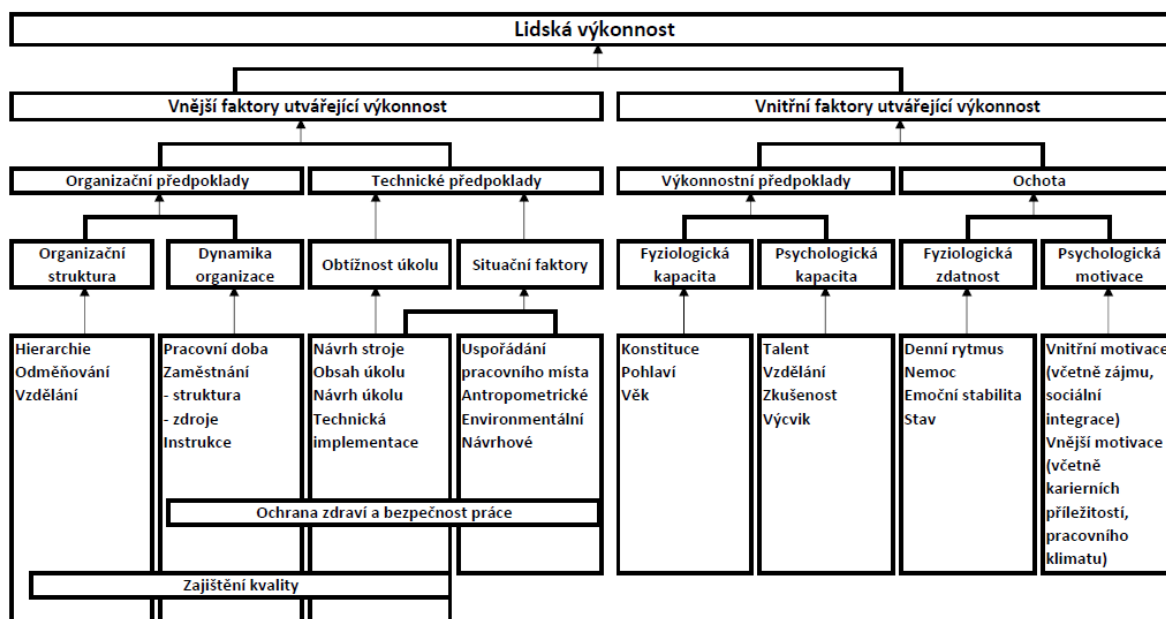 Lidská výkonnost
Vnější faktory utvářející výkonnost
Vnitřní faktory utvářející výkonnost
Organizační předpoklady
Technické předpoklady
Výkonnostní předpoklady
Ochota
Organizační
struktura
Dynamika
organizace
Obtížnost úkolu
Situační faktory
Fyziologická
kapacita
Psychologická
kapacita
Fyziologická
zdatnost
Psychologická
motivace
Hierarchie
Odměňování
Vzdělání
Pracovní doba
Zaměstnání
- struktura
- zdroje
Instrukce
Návrh stroje
Obsah úkolu
Návrh úkolu
Technická
implementace
Uspořádání
pracovního místa
Antropometrické
Environmentální
Návrhové
Konstituce
Pohlaví
Věk
Talent
Vzdělání
Zkušenost
Výcvik
Denní rytmus
Nemoc
Emoční stabilita
Stav
Vnitřní motivace
(včetně zájmu,
sociální
integrace)
Vnější motivace
(včetně
karierních
příležitostí,
pracovního
klimatu)
Ochrana zdraví a bezpečnost práce
Zajištění kvality